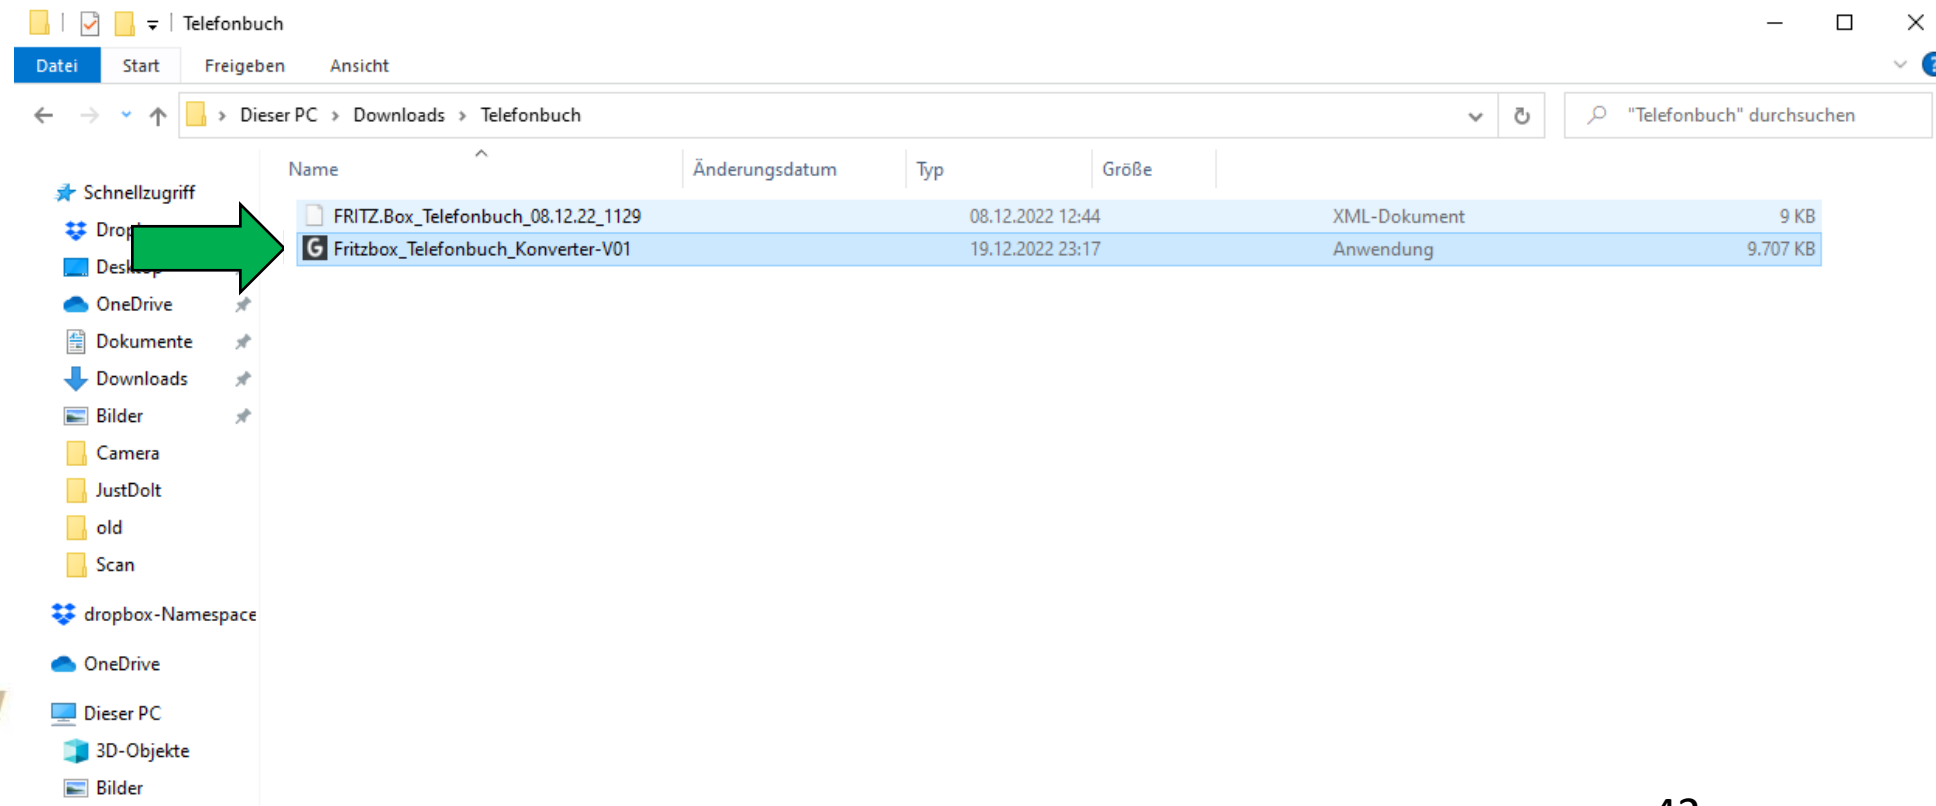 Telefonbuch
Datei Start Freigeben Ansicht
Dieser PC > Downloads > Telefonbuch "Telefonbuch" durchsuchen
Name Änderungsdatum Typ Größe
Schnellzugriff
FRITZ.Box_Telefonbuch_08.12.22_1129 08.12.2022 12:44 XML-Dokument 9 KB
Fritzbox_Telefonbuch_Konverter-V01 19.12.2022 23:17 Anwendung 9.707 KB
OneDrive
Dokumente
Downloads
Bilder
Camera
JustDoIt
old
Scan
dropbox-Namespace
OneDrive
Dieser PC
3D-Objekte
Bilder